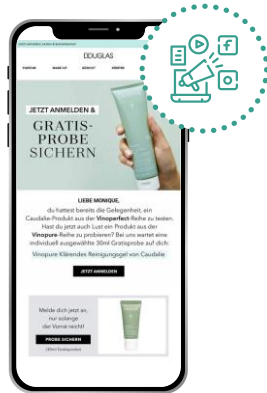 DOUGLAS
PARFUM MAKE-UP GESICHT KÖRPER
JETZT ANMELDEN &
GRATIS-
PROBE
SICHERN
LIEBE MONIQUE,
du hattest bereits die Gelegenheit, ein
Caudalie-Produkt aus der Vinoperfect-Reihe zu testen.
Hast du jetzt auch Lust ein Produkt aus der
Vinopure-Reihe zu probieren? Bei uns wartet eine
individuell ausgewählte 30ml Gratisprobe auf dich:
Vinopure Klärendes Reinigungsgel von Caudalie
JETZT ANMELDEN
Melde dich jetzt an,
nur solange
der Vorrat reicht!
PROBE SICHERN